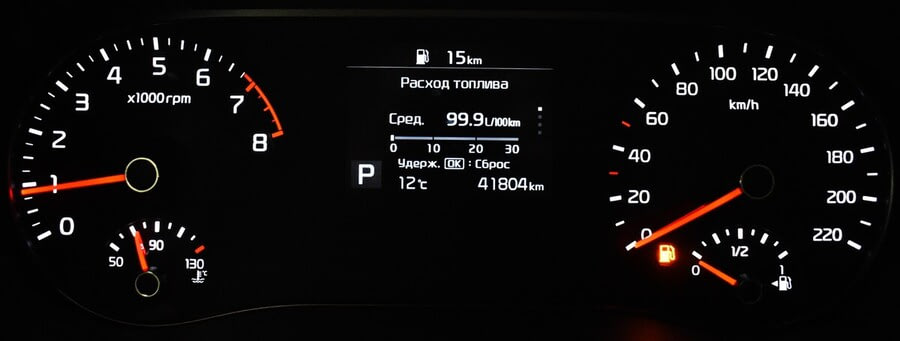 0
1
2
3
4
5
6
7
8
x1000rpm
50
90
130
°C
15km
Расход топлива
Сред. 99.9L/100km
0 10 20 30
Удерж. OK : Сброс
P
12°C 41804km
0
20
40
60
80
100
120
140
160
180
200
220
km/h
0 1/2 1